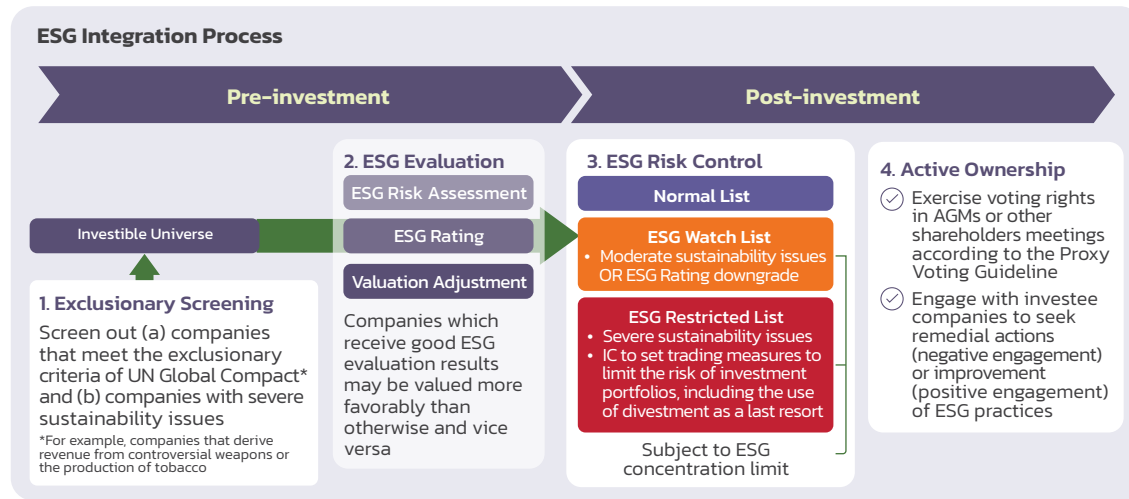 ESG Integration Process
Pre-investment
Post-investment
1. Exclusionary Screening
Screen out (a) companies
that meet the exclusionary
criteria of UN Global Compact*
and (b) companies with severe
sustainability issues
*For example, companies that derive
revenue from controversial weapons or
the production of tobacco
Investible Universe
2. ESG Evaluation
ESG Risk Assessment
ESG Rating
Valuation Adjustment
Companies which
receive good ESG
evaluation results
may be valued more
favorably than
otherwise and vice
versa
3. ESG Risk Control
Normal List
ESG Watch List
• Moderate sustainability issues
OR ESG Rating downgrade
ESG Restricted List
• Severe sustainability issues
• IC to set trading measures to
limit the risk of investment
portfolios, including the use
of divestment as a last resort
Subject to ESG
concentration limit
4. Active Ownership
Exercise voting rights
in AGMs or other
shareholders meetings
according to the Proxy
Voting Guideline
Engage with investee
companies to seek
remedial actions
(negative engagement)
or improvement
(positive engagement)
of ESG practices